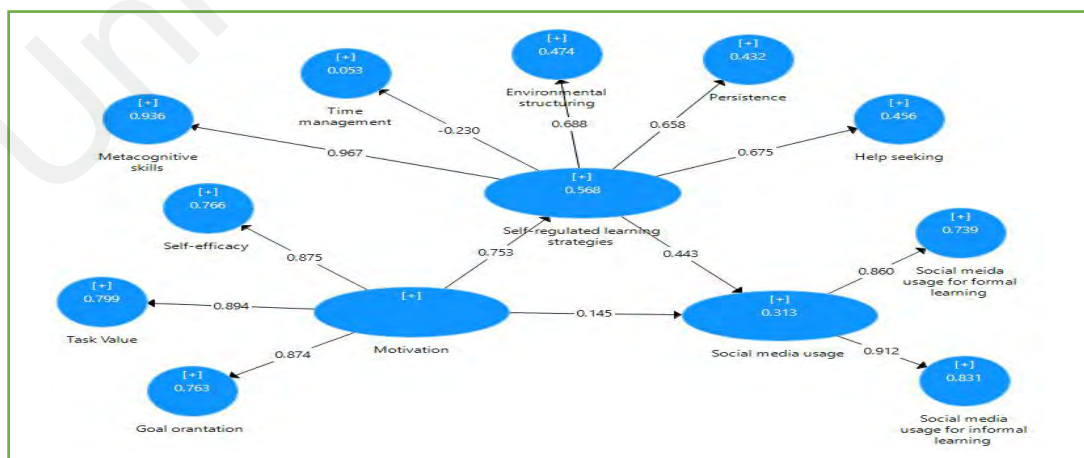 Uni
[+]
0.474
Environmental
structuring
[+]
0.432
Persistence
[+]
0.053
Time
management
[+]
0.936
Metacognitive
skills
[+]
0.456
Help seeking
-0.230
0.688
0.658
0.967
0.675
[+]
0.568
Self-regulated learning
strategies
[+]
0.766
Self-efficacy
0.875
0.753
0.443
[+]
0.739
Social meida
usage for formal
learning
0.860
[+]
0.799
Task Value
0.894
[+]
Motivation
0.145
[+]
0.313
Social media usage
0.874
[+]
0.763
Goal orantation
0.912
[+]
0.831
Social media
usage for informal
learning